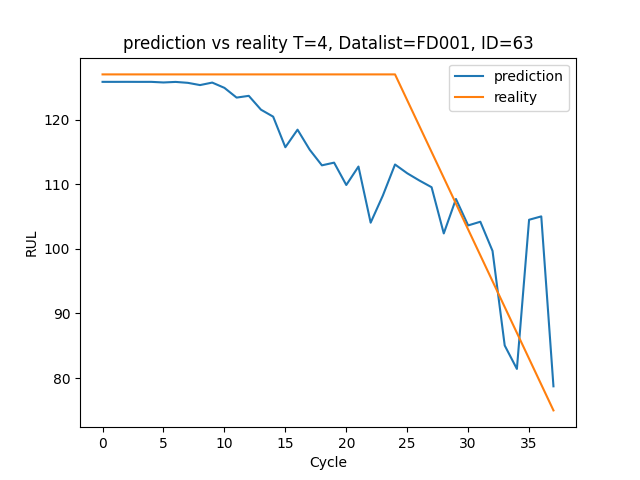 prediction vs reality T=4, Datalist=FD001, ID=63
prediction
reality
120
110
100
90
80
RUL
0 5 10 15 20 25 30 35
Cycle